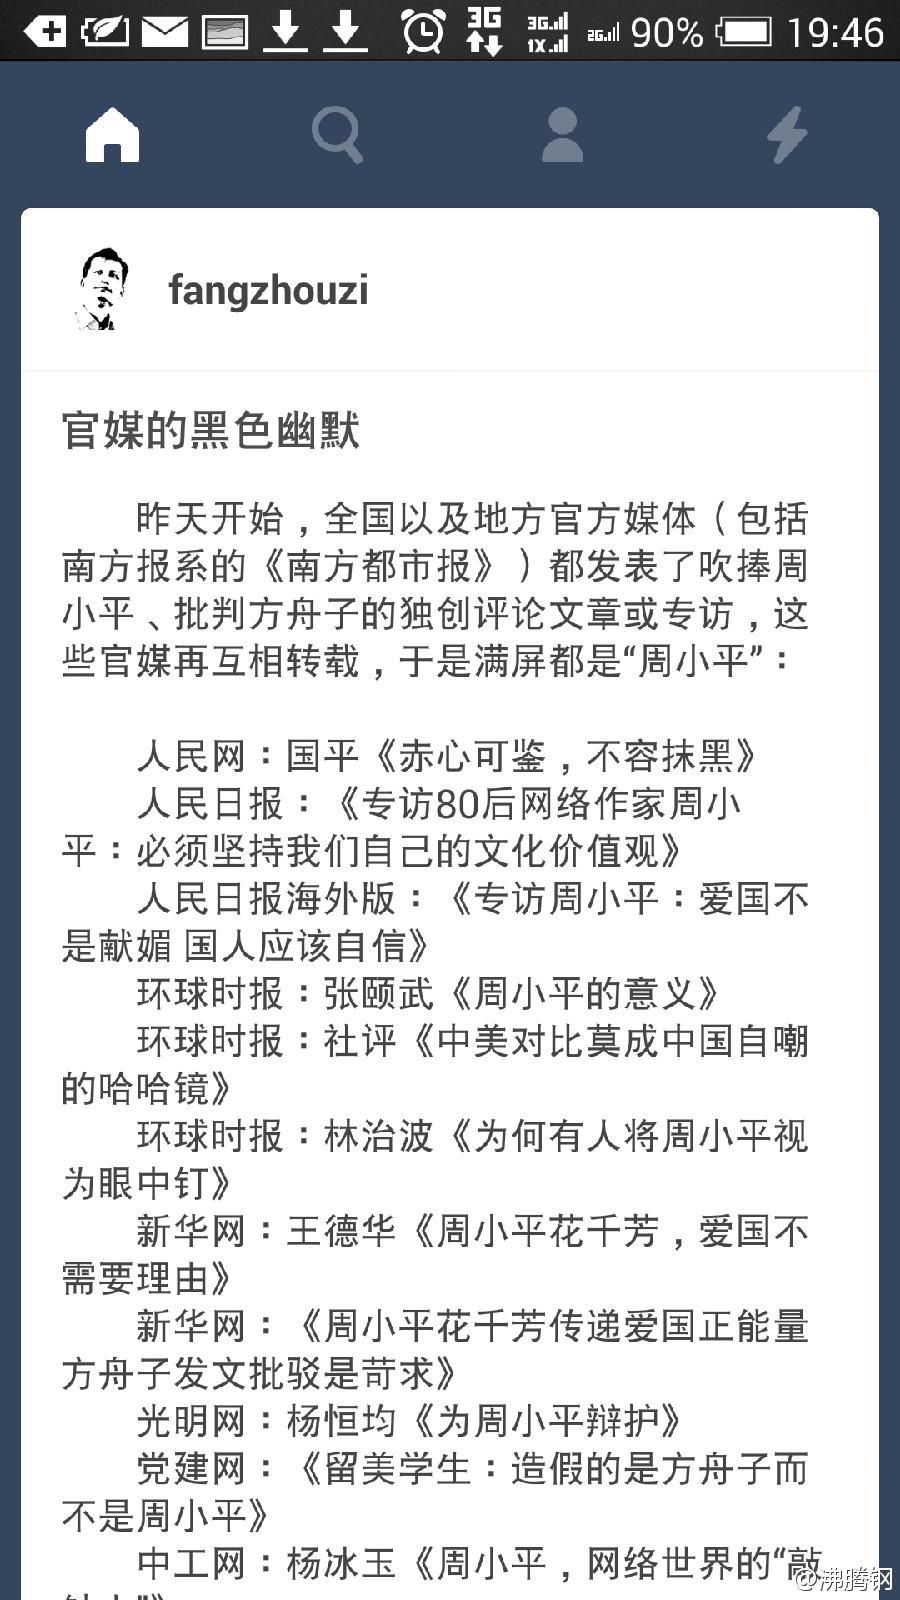 3G
3G
1X
2G
90%
19:46
fangzhouzi
官媒的黑色幽默
昨天开始，全国以及地方官方媒体（包括
南方报系的《南方都市报》）都发表了吹捧周
小平、批判方舟子的独创评论文章或专访，这
些官媒再互相转载，于是满屏都是“周小平”：
人民网：国平《赤心可鉴，不容抹黑》
人民日报：《专访80后网络作家周小
平：必须坚持我们自己的文化价值观》
人民日报海外版：《专访周小平：爱国不
是献媚 国人应该自信》
环球时报：张颐武《周小平的意义》
环球时报：社评《中美对比莫成中国自嘲
的哈哈镜》
环球时报：林治波《为何有人将周小平视
为眼中钉》
新华网：王德华《周小平花千芳，爱国不
需要理由》
新华网：《周小平花千芳传递爱国正能量
方舟子发文批驳是苛求》
光明网：杨恒均《为周小平辩护》
党建网：《留美学生：造假的是方舟子而
不是周小平》
中工网：杨冰玉《周小平，网络世界的“敲
@沸腾钢